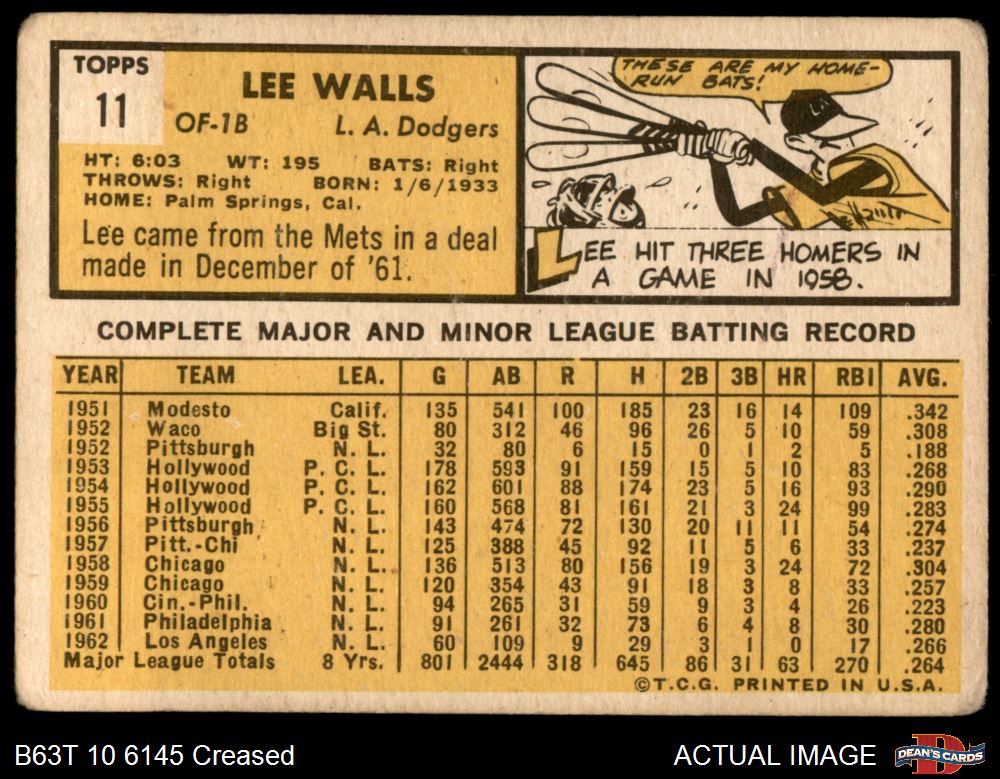 TOPPS
11
LEE WALLS
OF-1B L. A. Dodgers
HT: 6:03 WT: 195 BATS: Right
THROWS: Right BORN: 1/6/1933
HOME: Palm Springs, Cal.
Lee came from the Mets in a deal
made in December of '61.
THESE ARE MY HOME-
RUN BATS!
LA
LEE HIT THREE HOMERS IN
A GAME IN 1958.
COMPLETE MAJOR AND MINOR LEAGUE BATTING RECORD
YEAR TEAM LEA. G AB R H 2B 3B HR RBI AVG.
1951 Modesto Calif. 135 541 100 185 23 16 14 109 .342
1952 Waco Big St. 80 312 46 96 26 5 10 59 .308
1952 Pittsburgh N. L. 32 80 6 15 0 1 2 5 .188
1953 Hollywood P. C. L. 178 593 91 159 15 5 10 83 .268
1954 Hollywood P. C. L. 162 601 88 174 23 5 16 93 .290
1955 Hollywood P. C. L. 160 568 81 161 21 3 24 99 .283
1956 Pittsburgh N. L. 143 474 72 130 20 11 11 54 .274
1957 Pitt.-Chi N. L. 125 388 45 92 11 5 6 33 .237
1958 Chicago N. L. 136 513 80 156 19 3 24 72 .304
1959 Chicago N. L. 120 354 43 91 18 3 8 33 .257
1960 Cin.-Phil. N. L. 94 265 31 59 9 3 4 26 .223
1961 Philadelphia N. L. 91 261 32 73 6 4 8 30 .280
1962 Los Angeles N. L. 60 109 9 29 3 1 0 17 .266
Major League Totals 8 Yrs. 801 2444 318 645 86 31 63 270 .264
©T.C.G. PRINTED IN U.S.A.
B63T 10 6145 Creased ACTUAL IMAGE
DEAN'S CARDS